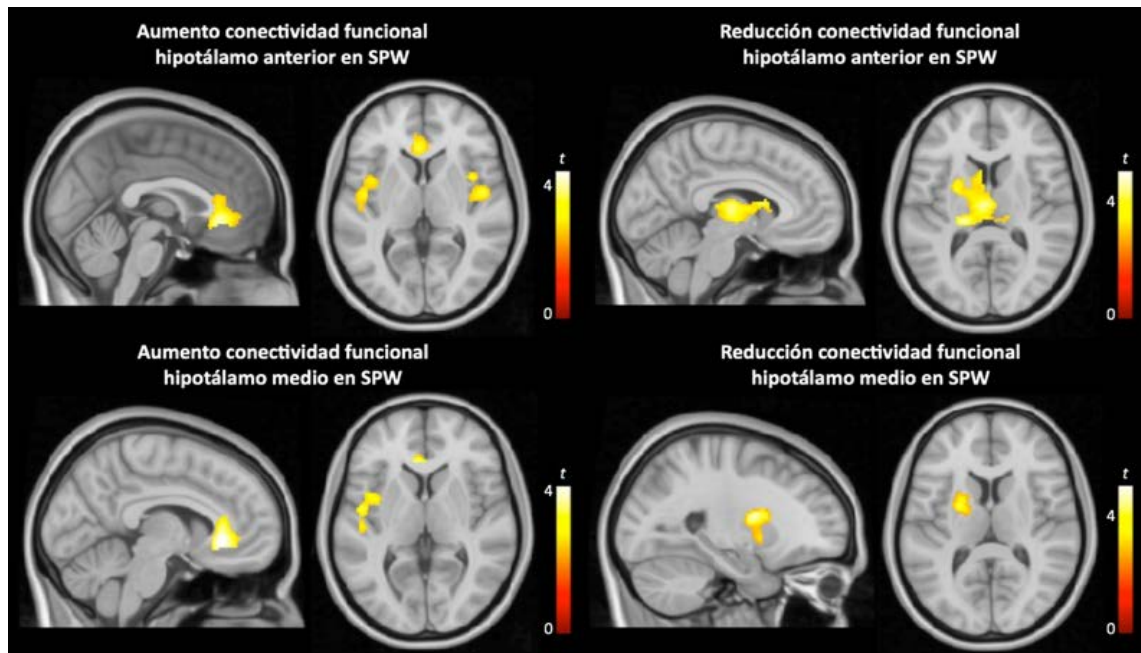 Aumento conectividad funcional
hipotálamo anterior en SPW
t
4
0
Reducción conectividad funcional
hipotálamo anterior en SPW
t
4
0
Aumento conectividad funcional
hipotálamo medio en SPW
t
4
0
Reducción conectividad funcional
hipotálamo medio en SPW
t
4
0